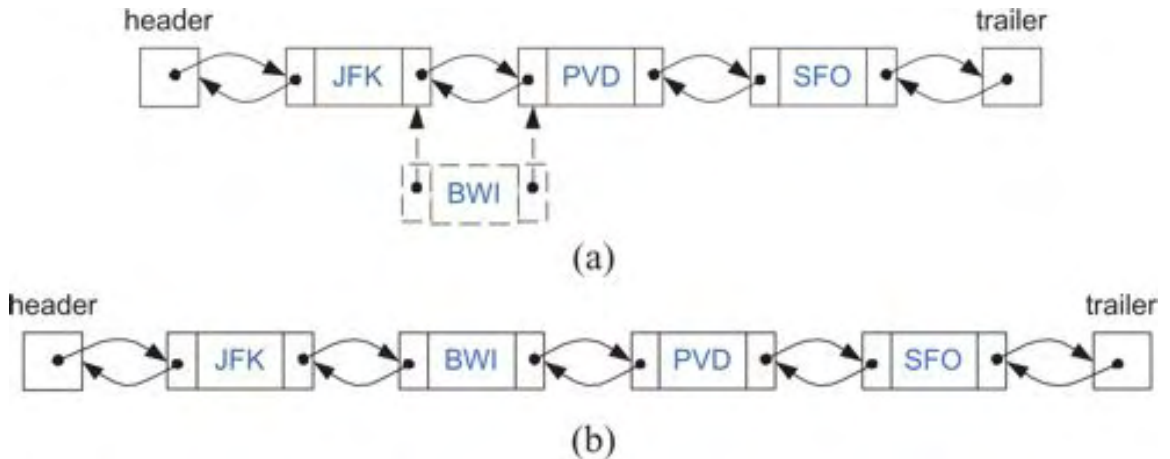 header trailer
JFK PVD SFO
BWI
(a)
header trailer
JFK BWI PVD SFO
(b)